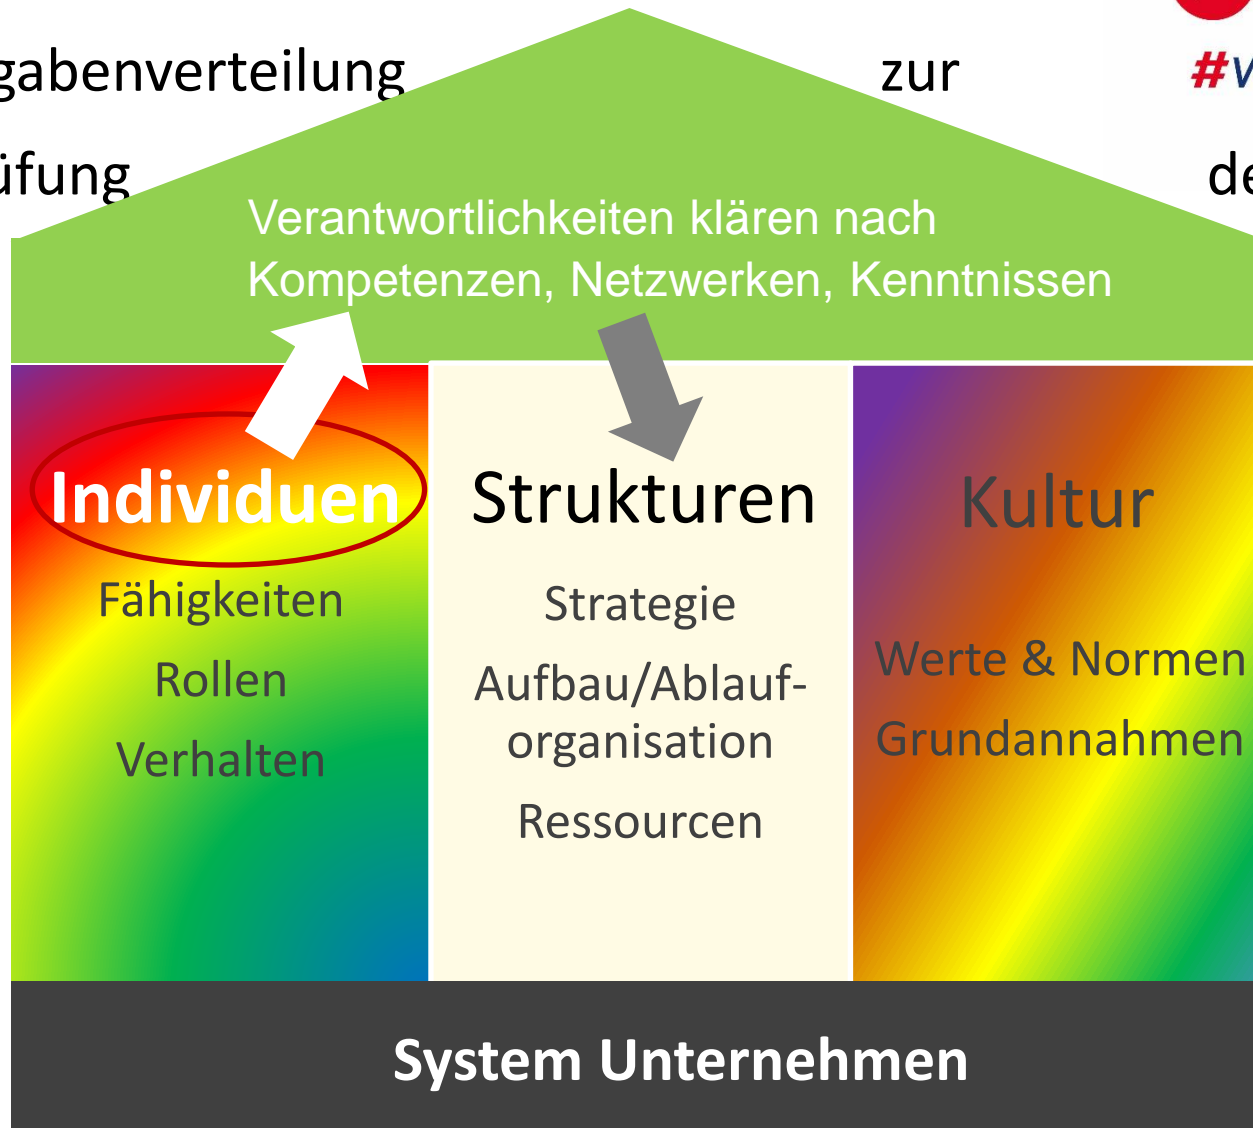 gabenverteilung zur
#
üfung de
Verantwortlichkeiten klären nach
Kompetenzen, Netzwerken, Kenntnissen
Individuen
Fähigkeiten
Rollen
Verhalten
Strukturen
Strategie
Aufbau/Ablauf-
organisation
Ressourcen
Kultur
Werte & Normen
Grundannahmen
System Unternehmen